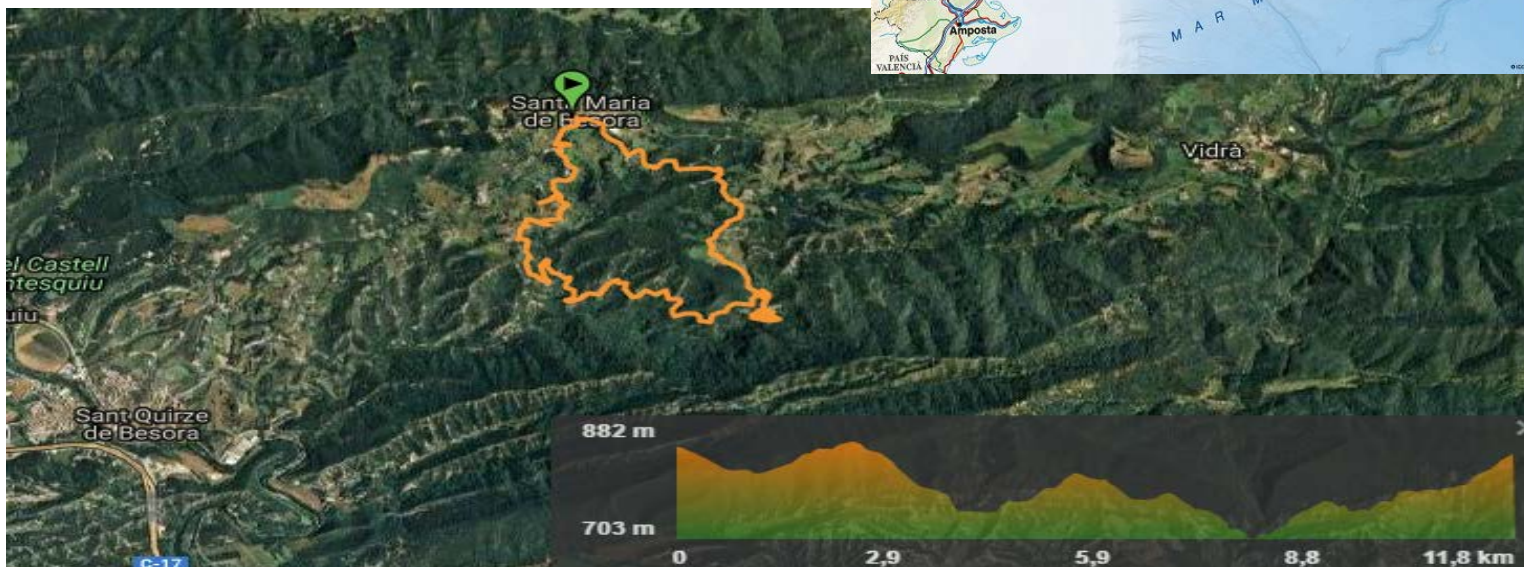 Amposta
M A R M
PAÍS
VALENCIÀ
Santa Maria
de Besora
Vidrà
el Castell
ntesquiu
uiu
Sant Quirze
de Besora
C-17
882 m
703 m
0 2,9 5,9 8,8 11,8 km